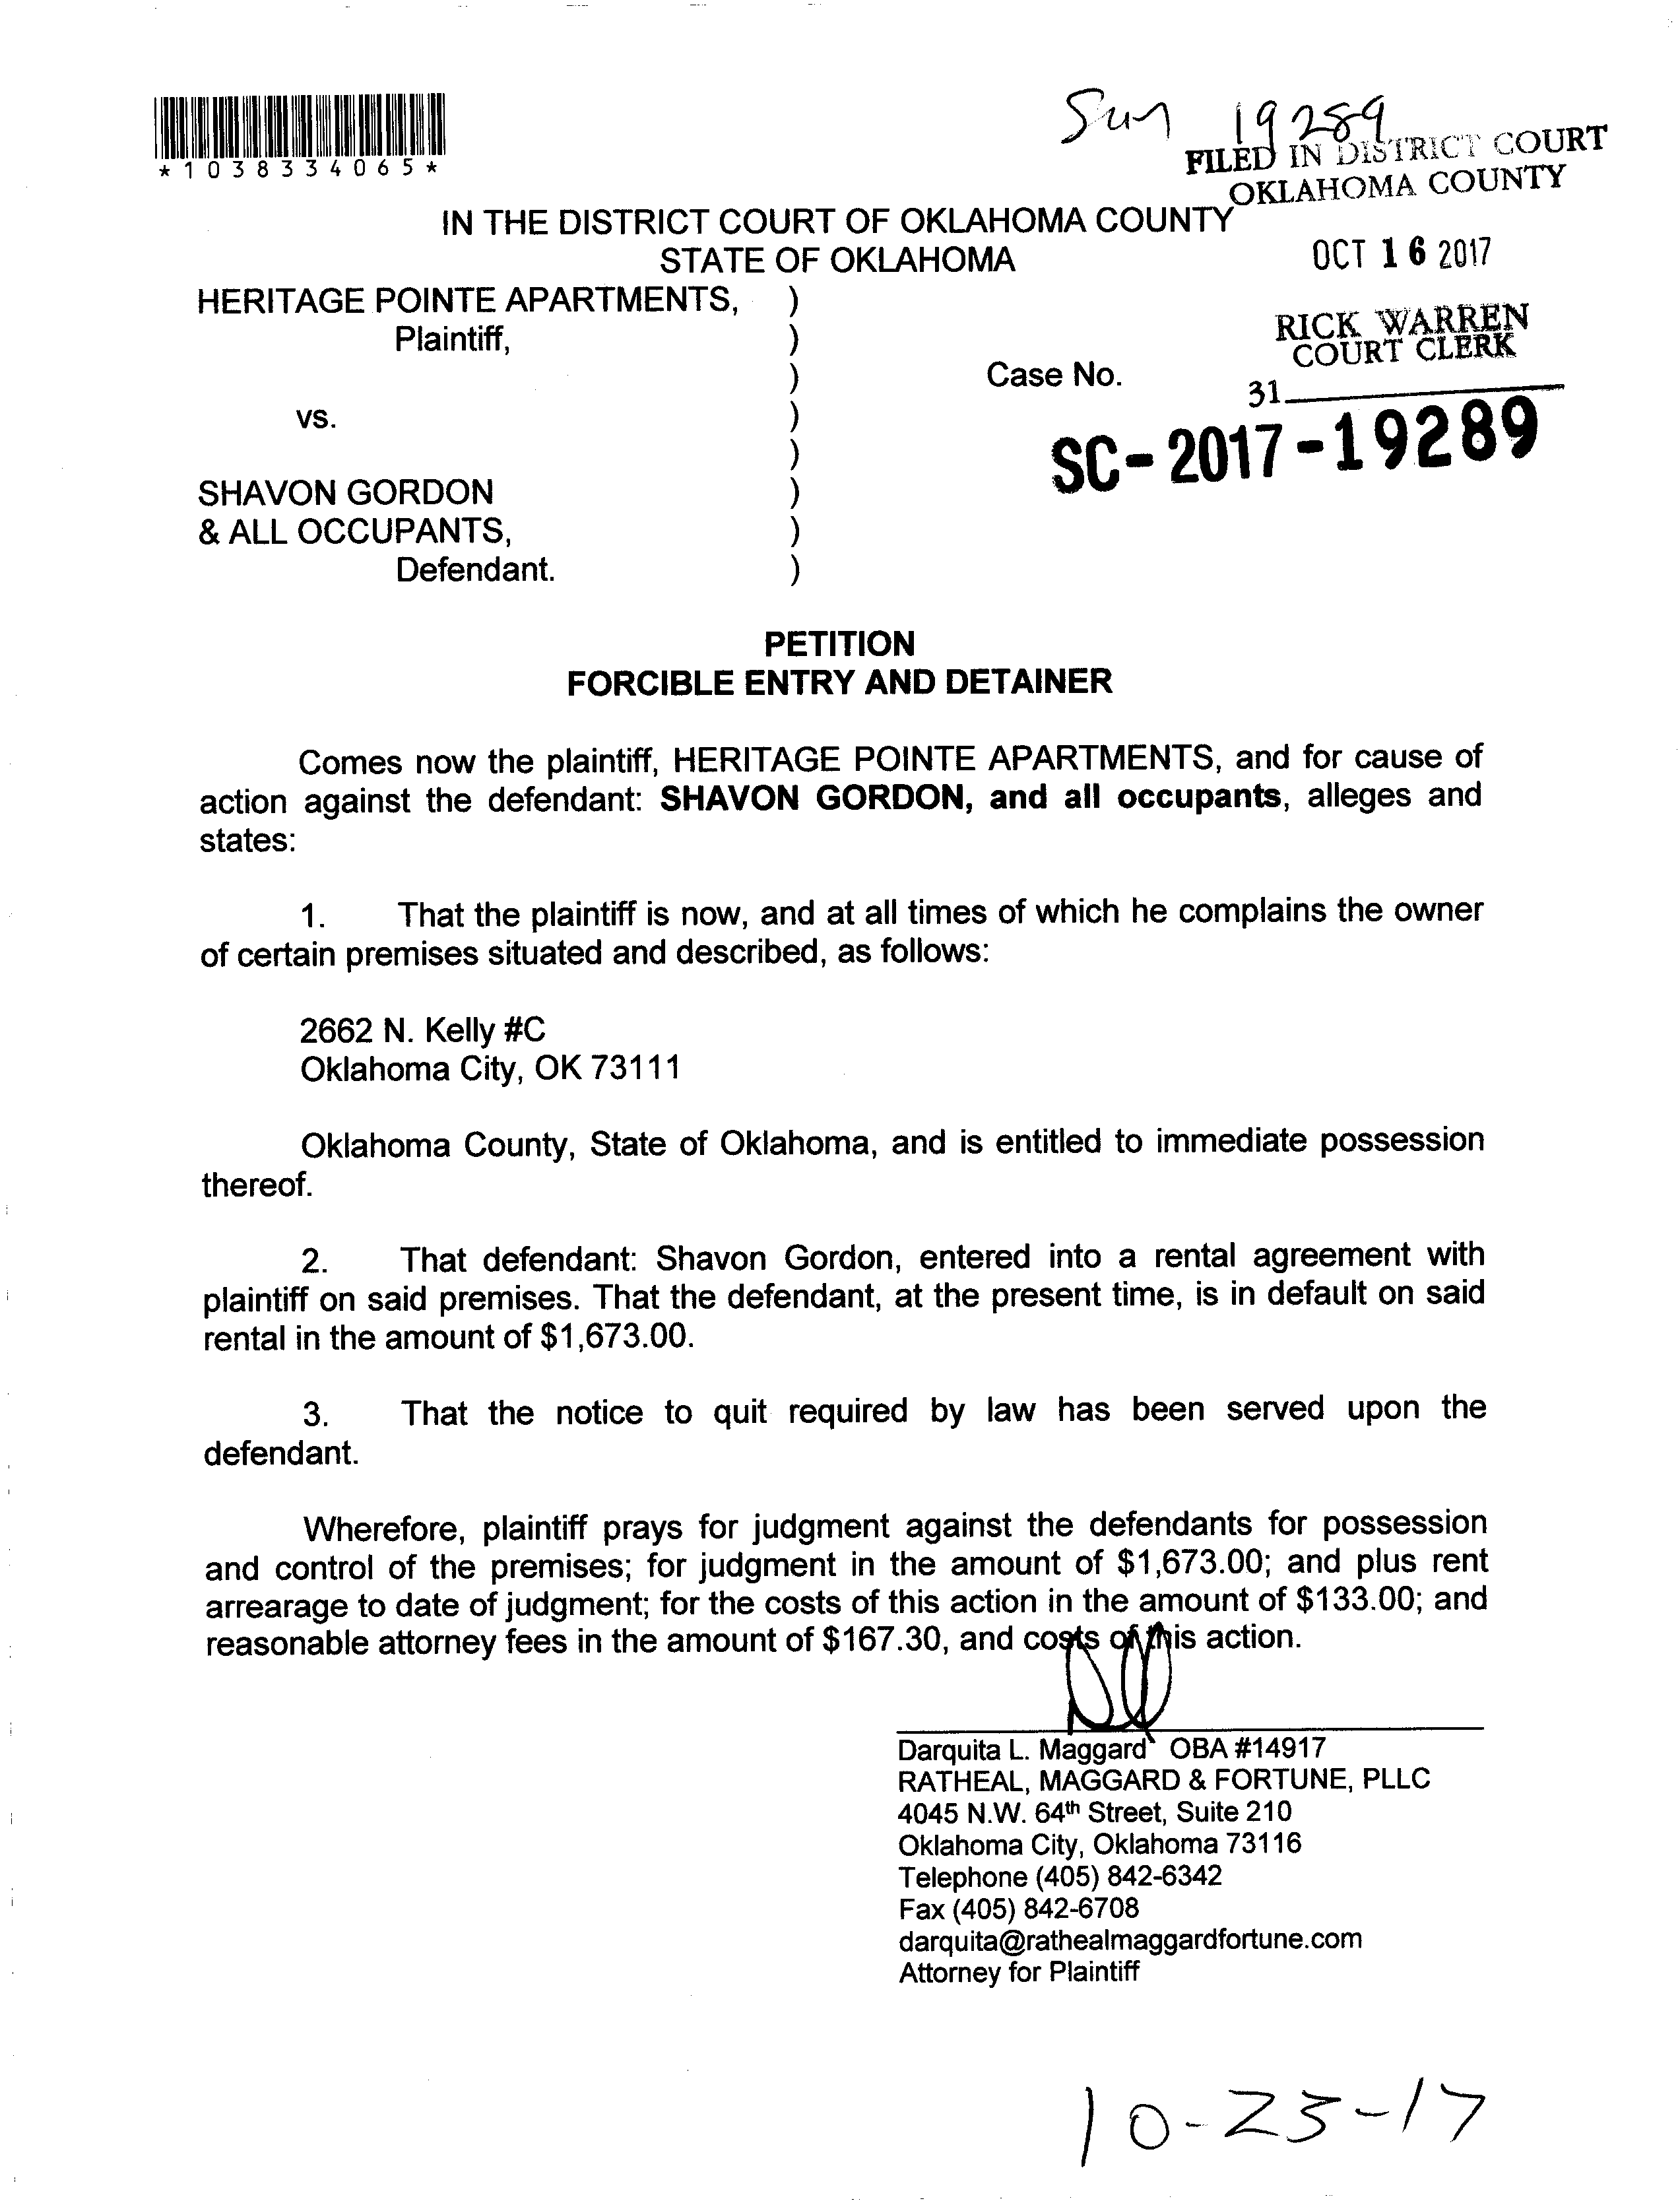 *1038334065*
Sum 19289
FILED IN DISTRICT COURT
OKLAHOMA COUNTY
IN THE DISTRICT COURT OF OKLAHOMA COUNTY
STATE OF OKLAHOMA
OCT 16 2017
HERITAGE POINTE APARTMENTS, )
Plaintiff, )
RICK WARREN
COURT CLERK
) Case No.
31
vs. )
)
SC-2017-19289
SHAVON GORDON )
& ALL OCCUPANTS, )
Defendant. )
PETITION
FORCIBLE ENTRY AND DETAINER
Comes now the plaintiff, HERITAGE POINTE APARTMENTS, and for cause of
action against the defendant: SHAVON GORDON, and all occupants, alleges and
states:
1. That the plaintiff is now, and at all times of which he complains the owner
of certain premises situated and described, as follows:
2662 N. Kelly #C
Oklahoma City, OK 73111
Oklahoma County, State of Oklahoma, and is entitled to immediate possession
thereof.
2. That defendant: Shavon Gordon, entered into a rental agreement with
plaintiff on said premises. That the defendant, at the present time, is in default on said
rental in the amount of $1,673.00.
3. That the notice to quit required by law has been served upon the
defendant.
Wherefore, plaintiff prays for judgment against the defendants for possession
and control of the premises; for judgment in the amount of $1,673.00; and plus rent
arrearage to date of judgment; for the costs of this action in the amount of $133.00; and
reasonable attorney fees in the amount of $167.30, and costs of this action.
Darquita L. Maggard OBA #14917
RATHEAL, MAGGARD & FORTUNE, PLLC
4045 N.W. 64th Street, Suite 210
Oklahoma City, Oklahoma 73116
Telephone (405) 842-6342
Fax (405) 842-6708
darquita@rathealmaggardfortune.com
Attorney for Plaintiff
10-23-17